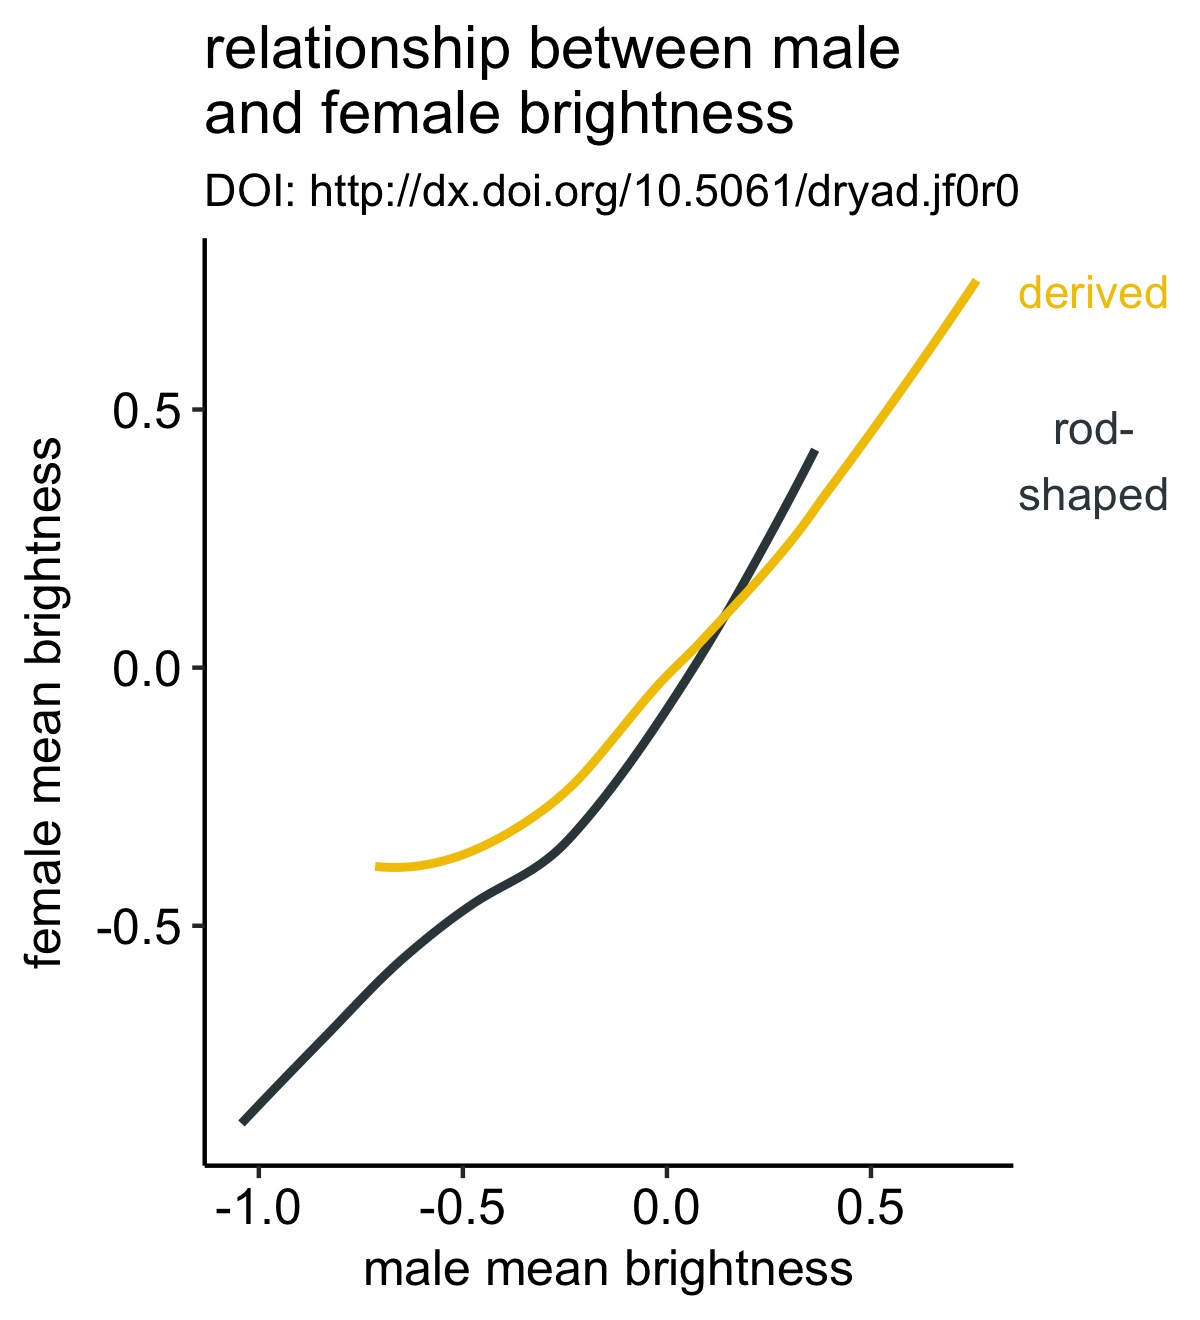 relationship between male
and female brightness
DOI: http://dx.doi.org/10.5061/dryad.jf0r0
derived
rod-
shaped
female mean brightness
0.5
0.0
-0.5
-1.0 -0.5 0.0 0.5
male mean brightness